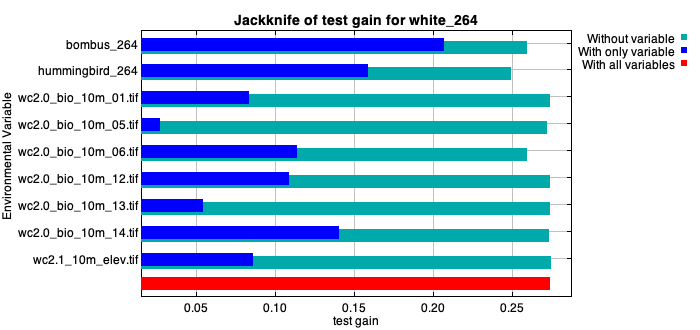 Jackknife of test gain for white_264
Without variable
With only variable
With all variables
Environmental Variable
bombus_264
hummingbird_264
wc2.0_bio_10m_01.tif
wc2.0_bio_10m_05.tif
wc2.0_bio_10m_06.tif
wc2.0_bio_10m_12.tif
wc2.0_bio_10m_13.tif
wc2.0_bio_10m_14.tif
wc2.1_10m_elev.tif
0.05 0.10 0.15 0.20 0.25
test gain